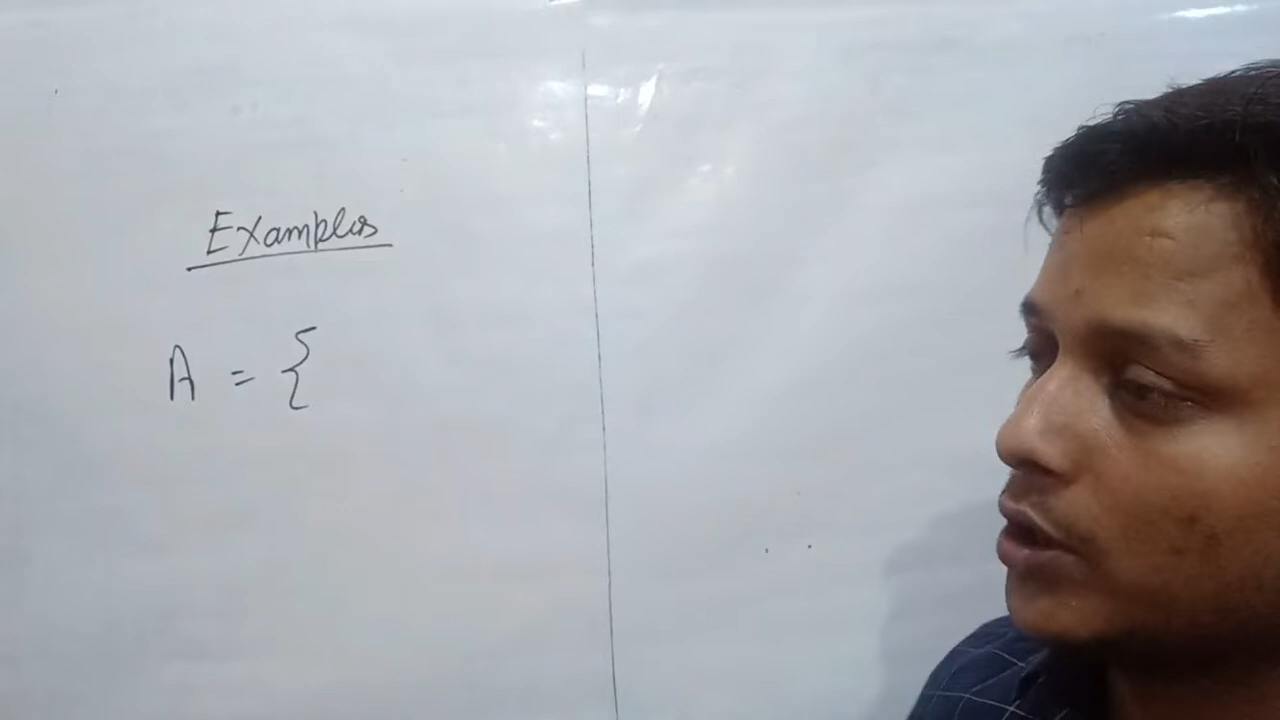 Examples
A = {